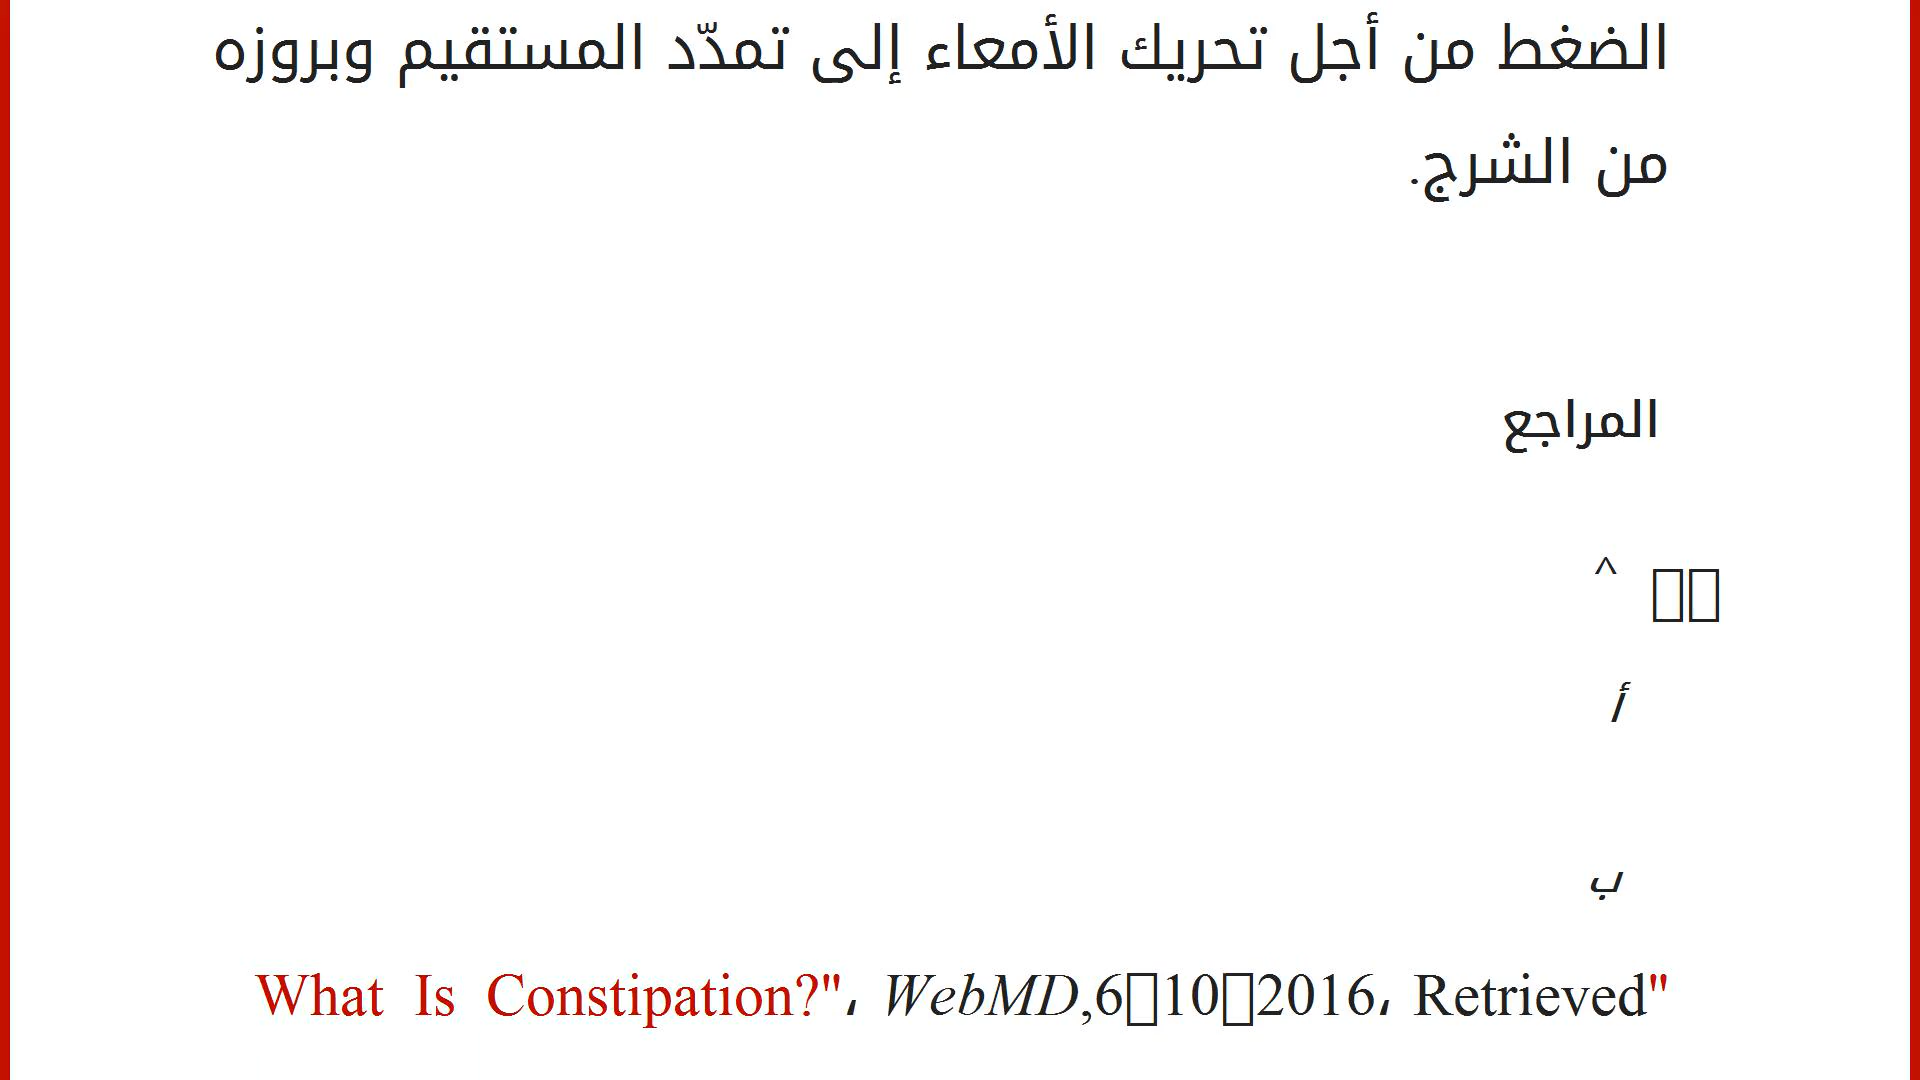 الضغط من أجل تحريك الأمعاء إلى تمدّد المستقيم وبروزه
من الشرج.
المراجع
^
أ
ب
"What Is Constipation?"، WebMD,6▯10▯2016، Retrieved